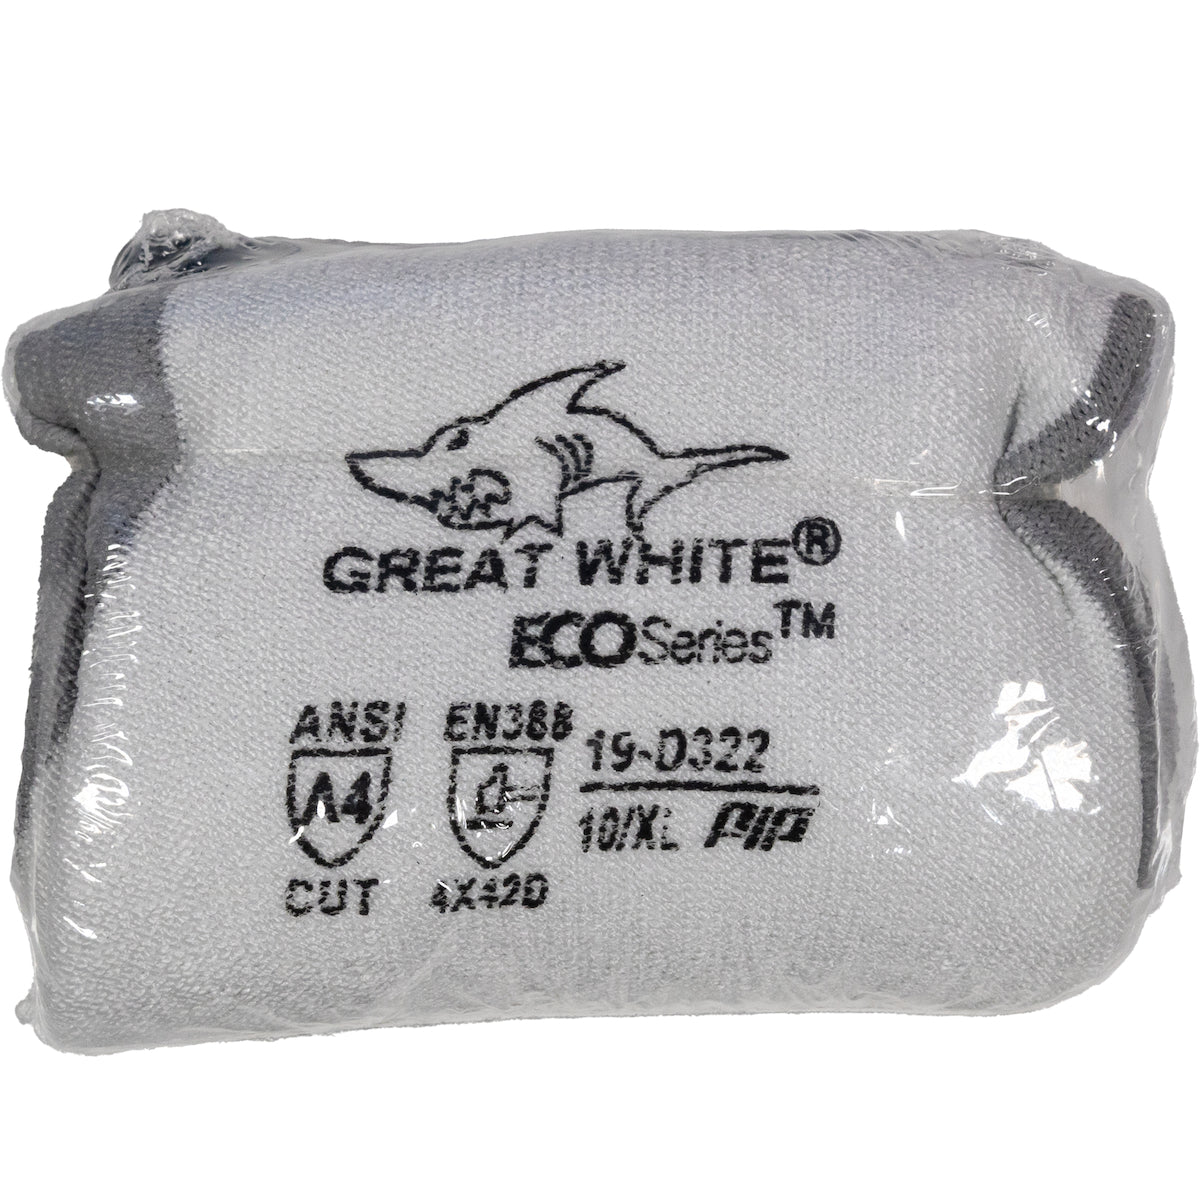 GREAT WHITE®
ECOSeries™
ANSI
A4
CUT
EN388
4X42D
19-D322
10/XL PIP